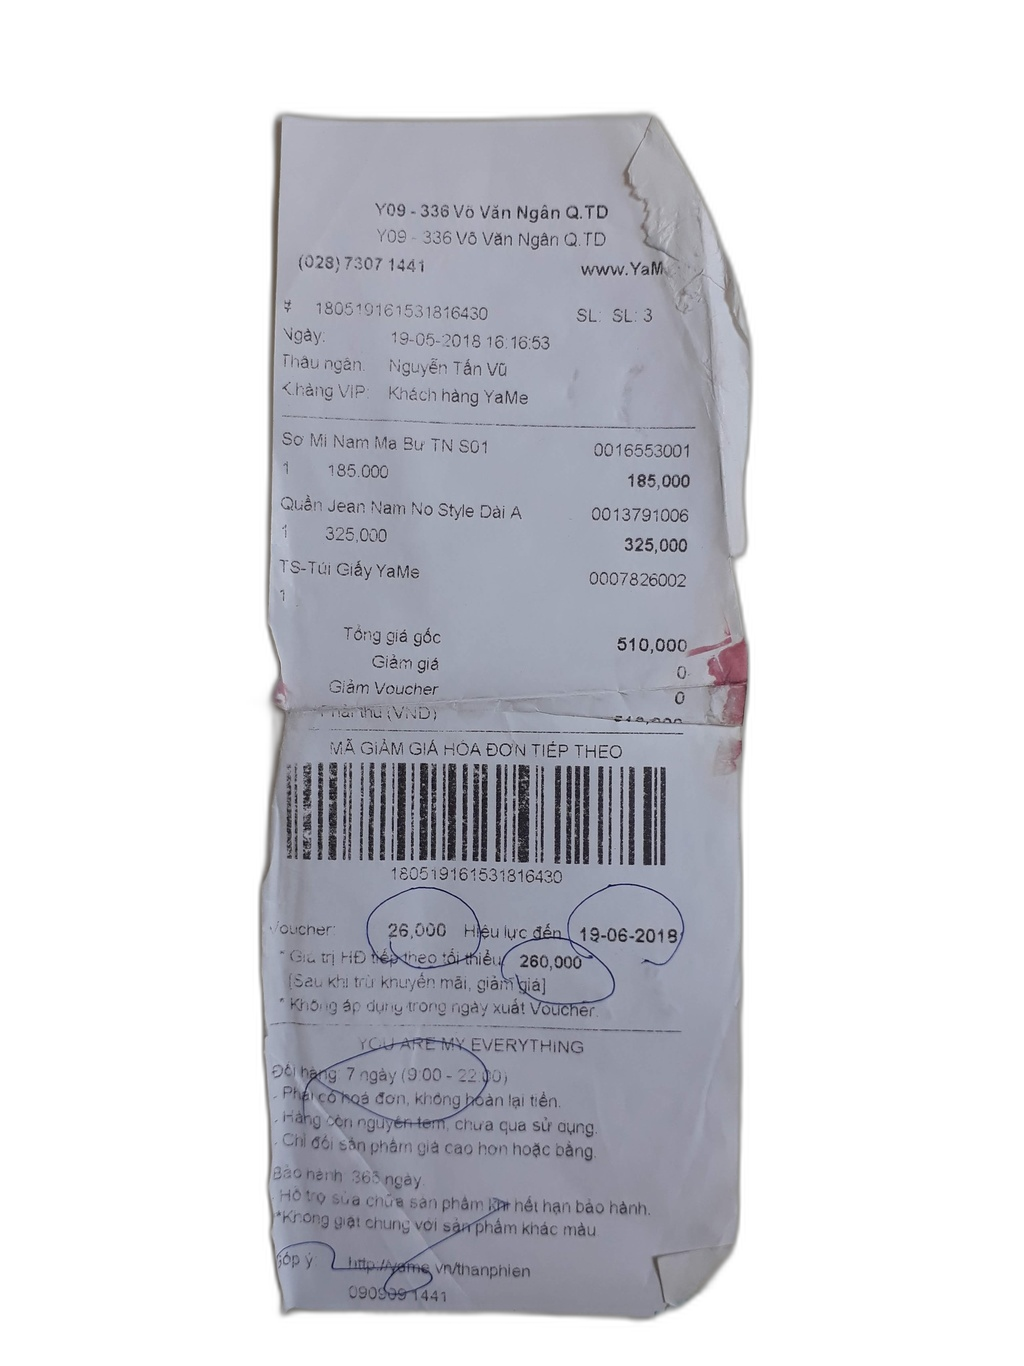 Y09 - 336 Võ Văn Ngân Q.TD
Y09 - 336 Võ Văn Ngân Q.TD
(028) 7307 1441 www.YaM
# 180519161531816430 SL: SL: 3
Ngày: 19-05-2018 16:16:53
Thâu ngân: Nguyễn Tấn Vũ
K.hàng VIP: Khách hàng YaMe
Sơ Mi Nam Ma Bư TN S01 0016553001
1 185,000 185,000
Quần Jean Nam No Style Dài A 0013791006
1 325,000 325,000
TS-Túi Giấy YaMe 0007826002
1
Tổng giá gốc 510,000
Giảm giá 0
Giảm Voucher 0
Phải thu (VND) 510,000
MÃ GIẢM GIÁ HÓA ĐƠN TIẾP THEO
180519161531816430
Voucher: 26,000 Hiệu lực đến 19-06-2018
* Giá trị HĐ tiếp theo tối thiểu 260,000
[Sau khi trừ khuyến mãi, giảm giá]
* Không áp dụng trong ngày xuất Voucher.
YOU ARE MY EVERYTHING
Đổi hàng: 7 ngày (9:00 - 22:00)
. Phải có hoá đơn, không hoàn lại tiền.
. Hàng còn nguyên tem, chưa qua sử dụng.
. Chỉ đổi sản phẩm giá cao hơn hoặc bằng.
Bảo hành: 365 ngày.
. Hỗ trợ sửa chữa sản phẩm khi hết hạn bảo hành.
*Không giặt chung với sản phẩm khác màu
Góp ý: http://yame.vn/thanphien
090909 1441